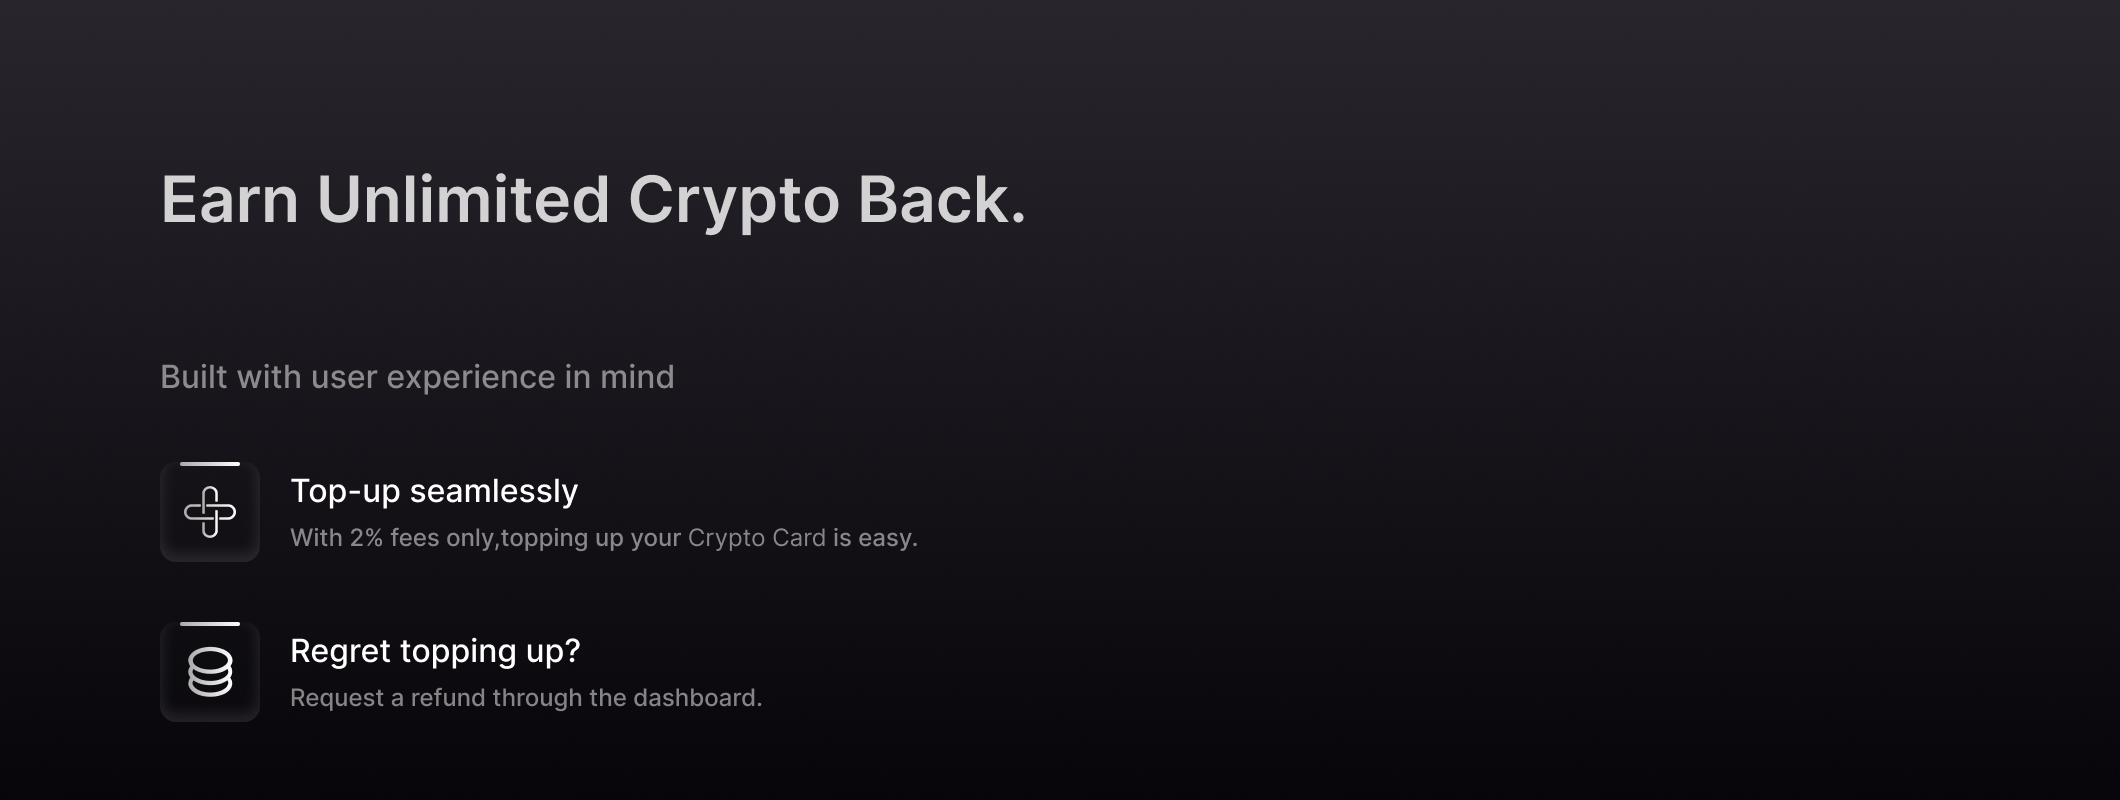 Earn Unlimited Crypto Back.
Built with user experience in mind
Top-up seamlessly
With 2% fees only,topping up your Crypto Card is easy.
Regret topping up?
Request a refund through the dashboard.